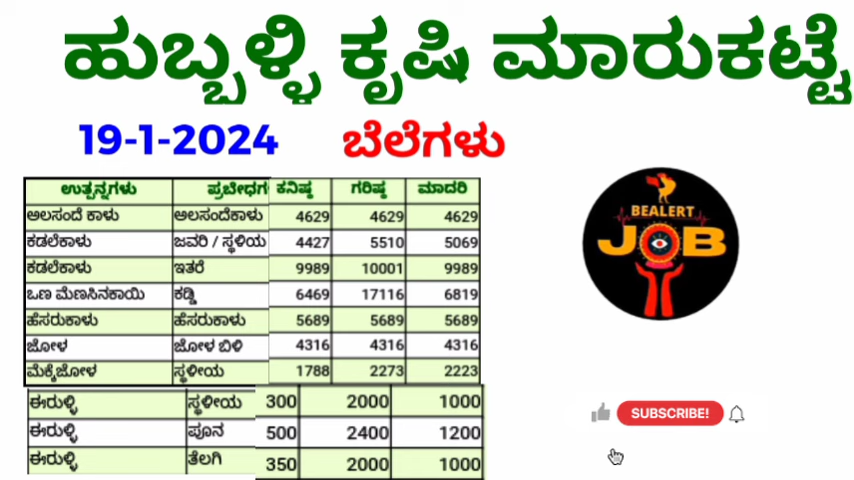 ಹುಬ್ಬಳ್ಳಿ ಕೃಷಿ ಮಾರುಕಟ್ಟೆ
19-1-2024 ಬೆಲೆಗಳು
ಉತ್ಪನ್ನಗಳು ಪ್ರಬೇಧಗ ಕನಿಷ್ಠ ಗರಿಷ್ಠ ಮಾದರಿ
ಅಲಸಂದೆ ಕಾಳು ಅಲಸಂದೆಕಾಳು 4629 4629 4629
ಕಡಲೆಕಾಳು ಜವರಿ / ಸ್ಥಳಿಯ 4427 5510 5069
ಕಡಲೆಕಾಳು ಇತರೆ 9989 10001 9989
ಒಣ ಮೆಣಸಿನಕಾಯಿ ಕಡ್ಡಿ 6469 17116 6819
ಹೆಸರುಕಾಳು ಹೆಸರುಕಾಳು 5689 5689 5689
ಜೋಳ ಜೋಳ ಬಿಳಿ 4316 4316 4316
ಮೆಕ್ಕೆಜೋಳ ಸ್ಥಳೀಯ 1788 2273 2223
ಈರುಳ್ಳಿ ಸ್ಥಳೀಯ 300 2000 1000
ಈರುಳ್ಳಿ ಪೂನ 500 2400 1200
ಈರುಳ್ಳಿ ತೆಲಗಿ 350 2000 1000
BEALERT
JOB
SUBSCRIBE!